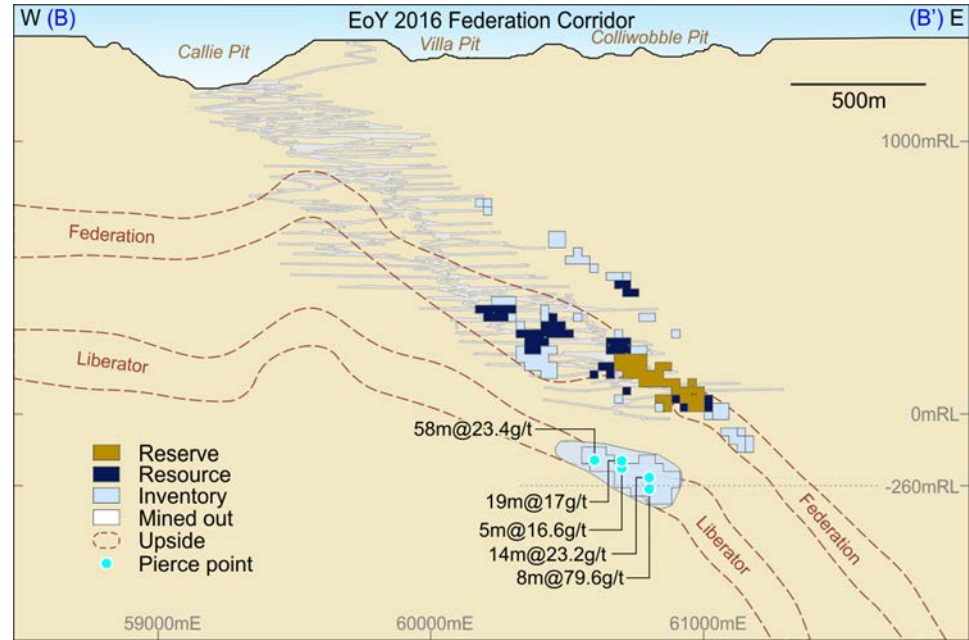 W (B) EoY 2016 Federation Corridor (B') E
Callie Pit
Villa Pit
Colliwobble Pit
500m
1000mRL
Federation
Liberator
0mRL
58m@23.4g/t
Reserve
Resource
Inventory
Mined out
Upside
Pierce point
-260mRL
19m@17g/t
5m@16.6g/t
14m@23.2g/t
8m@79.6g/t
Liberator
Federation
59000mE
60000mE
61000mE